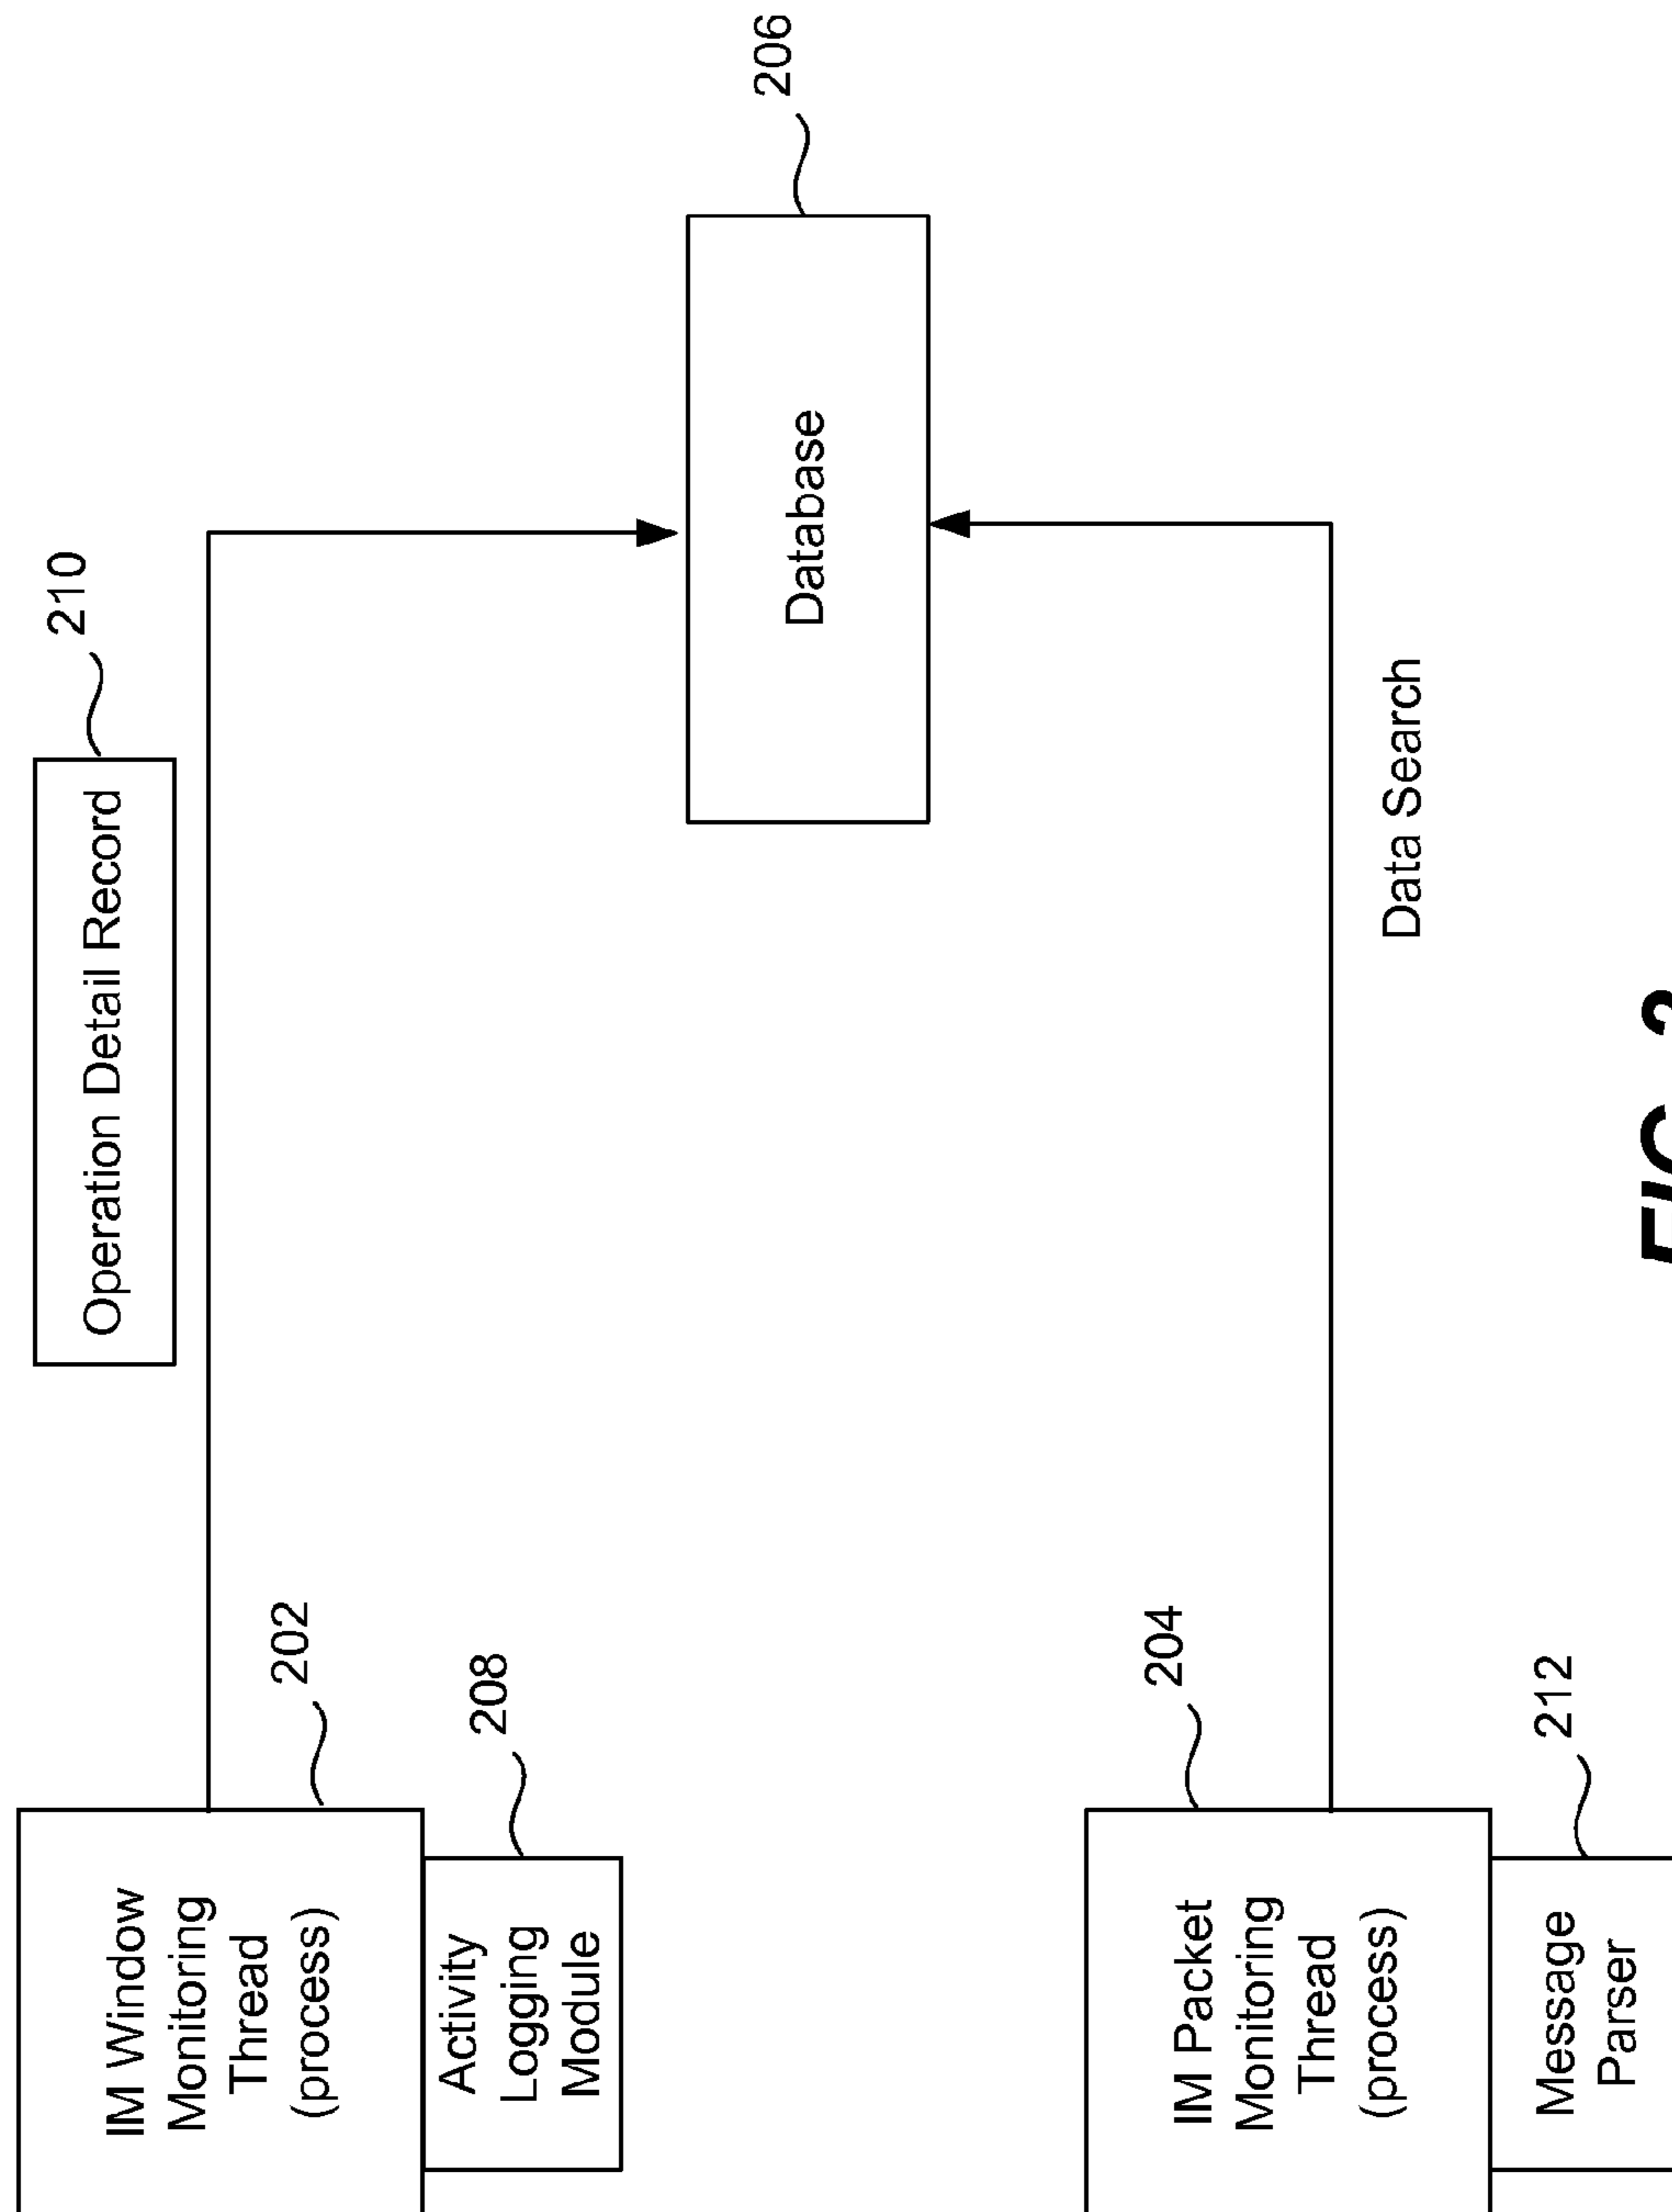 Operation Detail Record
210
IM Window
Monitoring
Thread
(process)
202
Activity
Logging
Module
208
Database
206
IM Packet
Monitoring
Thread
(process)
204
Message
Parser
212
Data Search